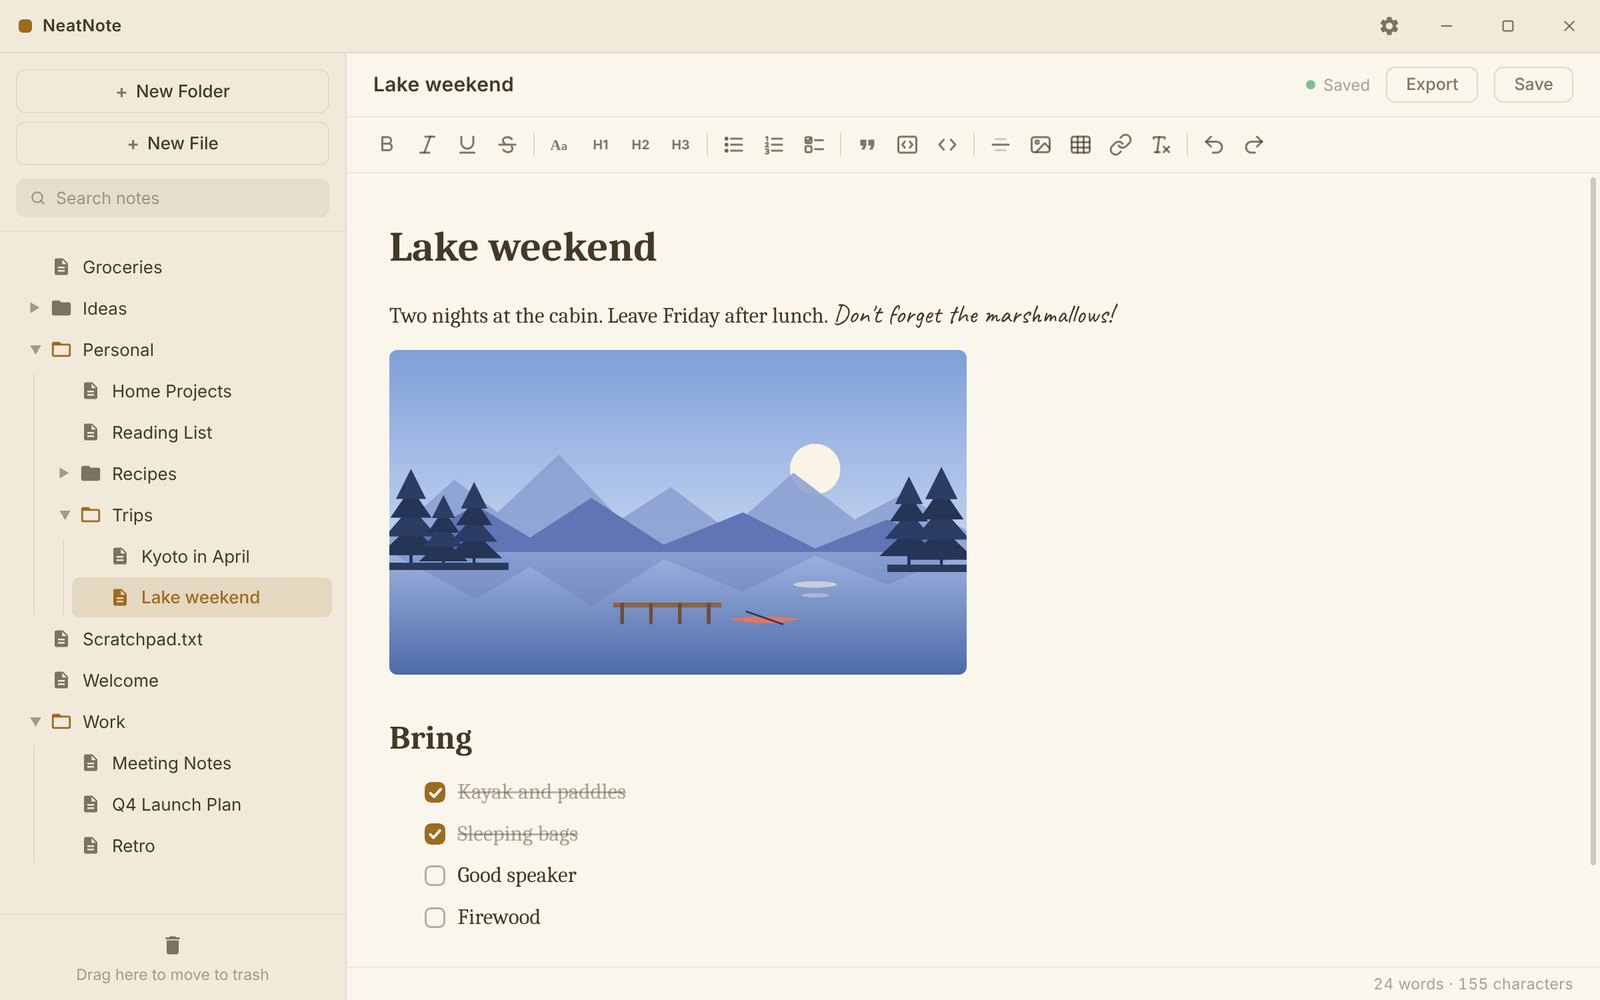 NeatNote
+ New Folder
+ New File
Search notes
Groceries
Ideas
Personal
Home Projects
Reading List
Recipes
Trips
Kyoto in April
Lake weekend
Scratchpad.txt
Welcome
Work
Meeting Notes
Q4 Launch Plan
Retro
Drag here to move to trash
Lake weekend
Saved Export Save
B I U S Aa H1 H2 H3
Lake weekend
Two nights at the cabin. Leave Friday after lunch. Don't forget the marshmallows!
Bring
Kayak and paddles
Sleeping bags
Good speaker
Firewood
24 words · 155 characters